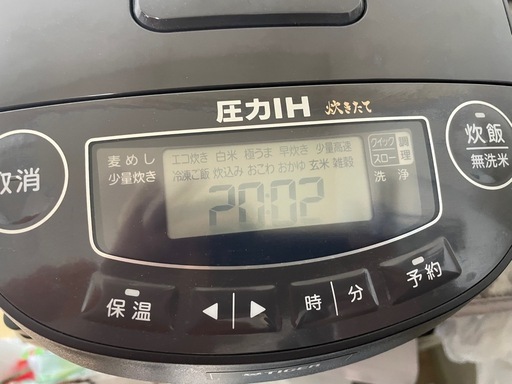 圧力IH 炊きたて
取消
麦めし
少量炊き
エコ炊き 白米 極うま 早炊き 少量高速
冷凍ご飯 炊込み おこわ おかゆ 玄米 雑穀
20:02
クイック
スロー
調理
洗浄
炊飯
無洗米
保温
時 分
予約
TIGER